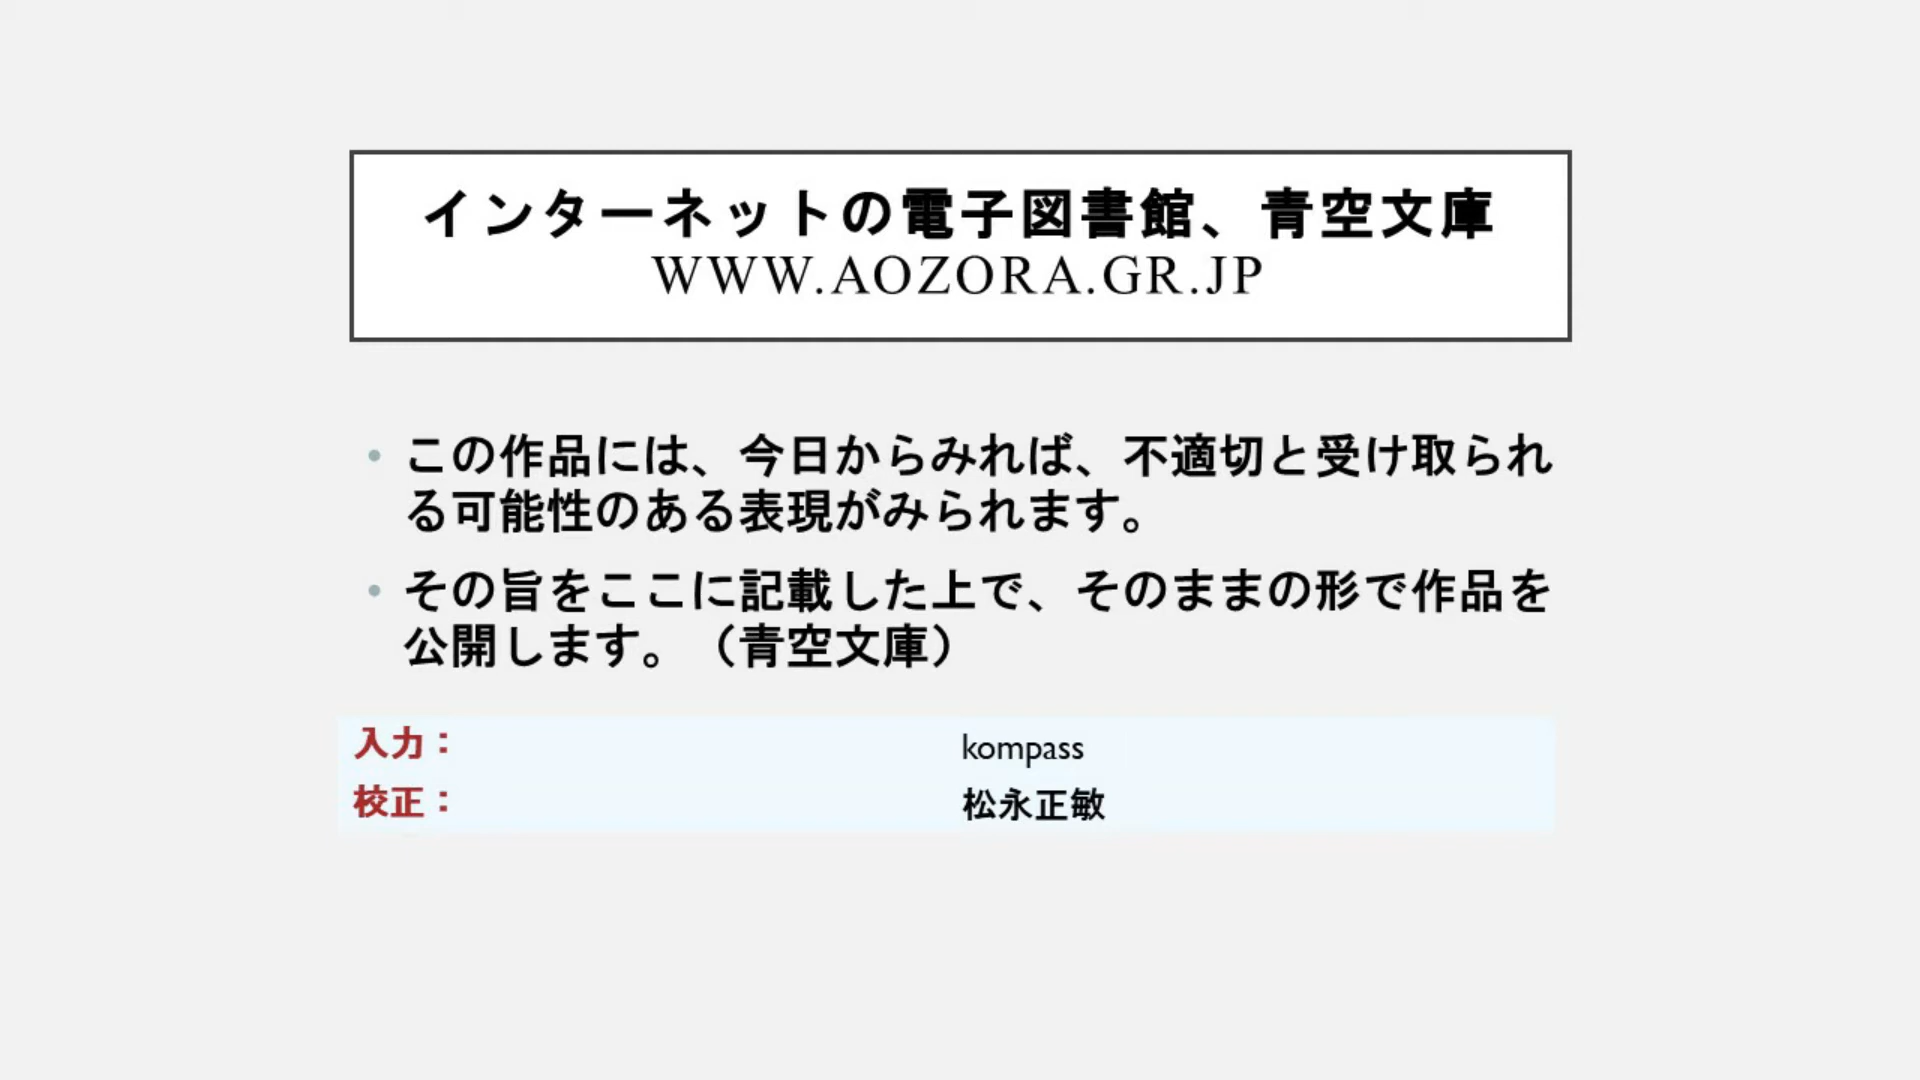 インターネットの電子図書館、青空文庫
WWW.AOZORA.GR.JP
• この作品には、今日からみれば、不適切と受け取られ
る可能性のある表現がみられます。
• その旨をここに記載した上で、そのままの形で作品を
公開します。（青空文庫）
入力： kompass
校正： 松永正敏